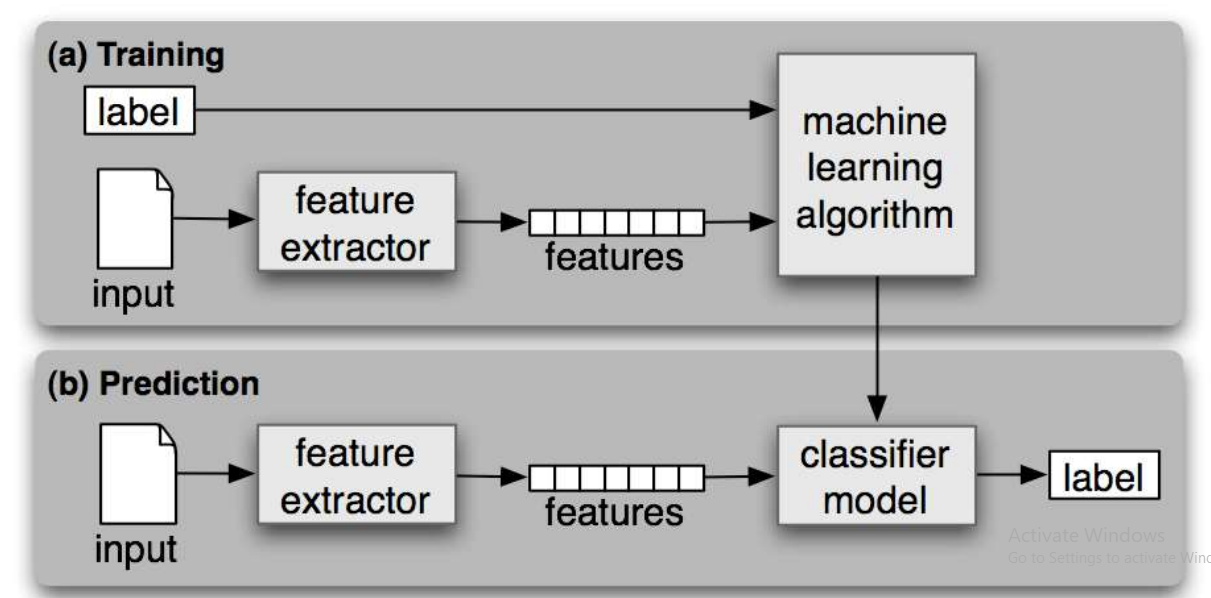 (a) Training
label
machine
learning
algorithm
feature
extractor
features
input
(b) Prediction
feature
extractor
features
classifier
model
label
input
Activate Windows
Go to Settings to activate Winc